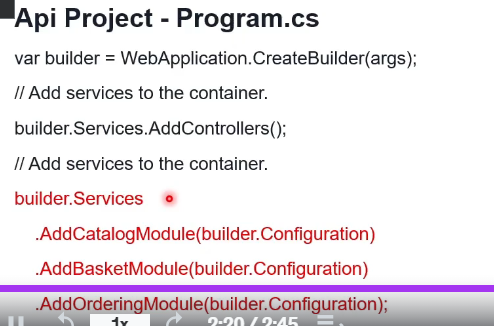 Api Project - Program.cs
var builder = WebApplication.CreateBuilder(args);
// Add services to the container.
builder.Services.AddControllers();
// Add services to the container.
builder.Services
.AddCatalogModule(builder.Configuration)
.AddBasketModule(builder.Configuration)
.AddOrderingModule(builder.Configuration);
1x 2:20 / 2:45